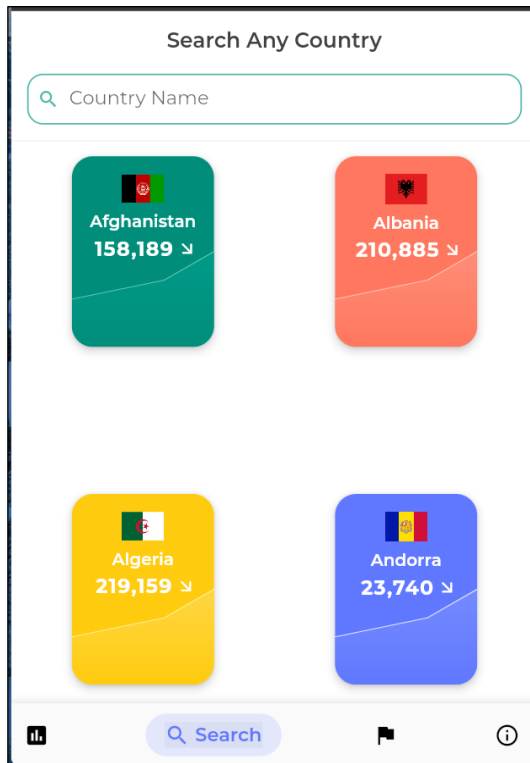 Search Any Country
Country Name
Afghanistan
158,189
Albania
210,885
Algeria
219,159
Andorra
23,740
Search